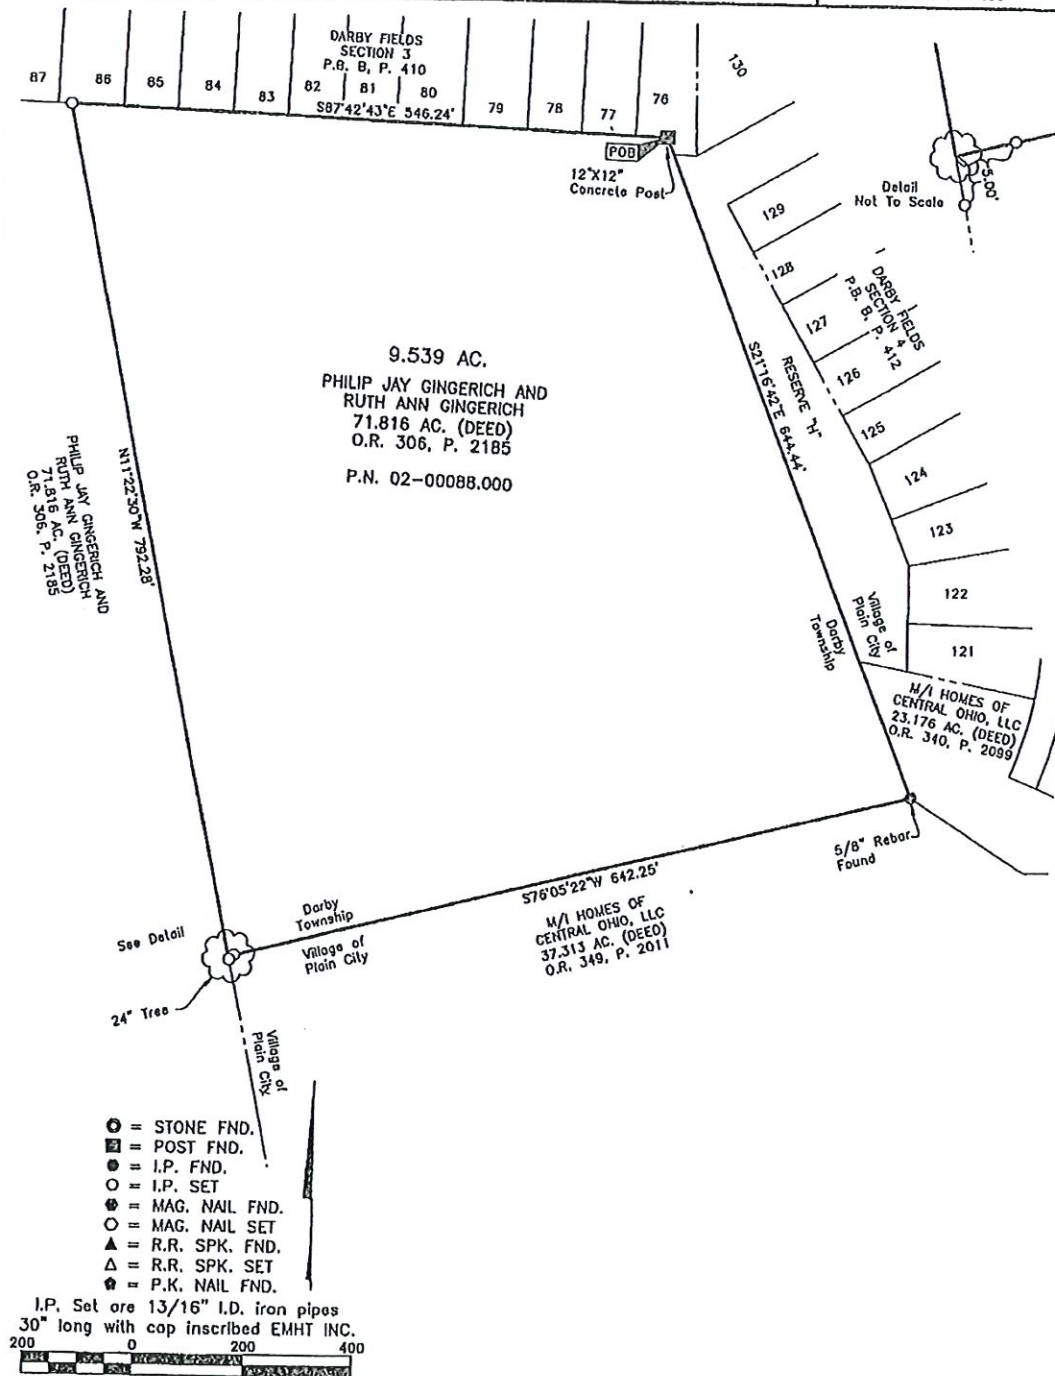 DARBY FIELDS
SECTION 3
P.B. B, P. 410
87
86
85
84
83
82
81
80
79
78
77
76
130
S87°42'43"E 546.24'
POB
12"X12"
Concrete Post
Detail
Not To Scale
5.00'
129
128
127
126
125
124
123
122
121
DARBY FIELDS
SECTION 4
P.B. B, P. 412
RESERVE "H"
S21°16'42"E 644.44'
9.539 AC.
PHILIP JAY GINGERICH AND
RUTH ANN GINGERICH
71.816 AC. (DEED)
O.R. 306, P. 2185
P.N. 02-00088.000
N11°22'30"W 792.28'
PHILIP JAY GINGERICH AND
RUTH ANN GINGERICH
71.816 AC. (DEED)
O.R. 306, P. 2185
Village of
Plain City
Darby
Township
M/I HOMES OF
CENTRAL OHIO, LLC
23.176 AC. (DEED)
O.R. 340, P. 2099
5/8" Rebar
Found
S76°05'22"W 642.25'
M/I HOMES OF
CENTRAL OHIO, LLC
37.313 AC. (DEED)
O.R. 349, P. 2011
Darby
Township
Village of
Plain City
See Detail
24" Tree
Village of
Plain City
= STONE FND.
= POST FND.
= I.P. FND.
= I.P. SET
= MAG. NAIL FND.
= MAG. NAIL SET
= R.R. SPK. FND.
= R.R. SPK. SET
= P.K. NAIL FND.
I.P. Set are 13/16" I.D. iron pipes
30" long with cap inscribed EMHT INC.
200 0 200 400